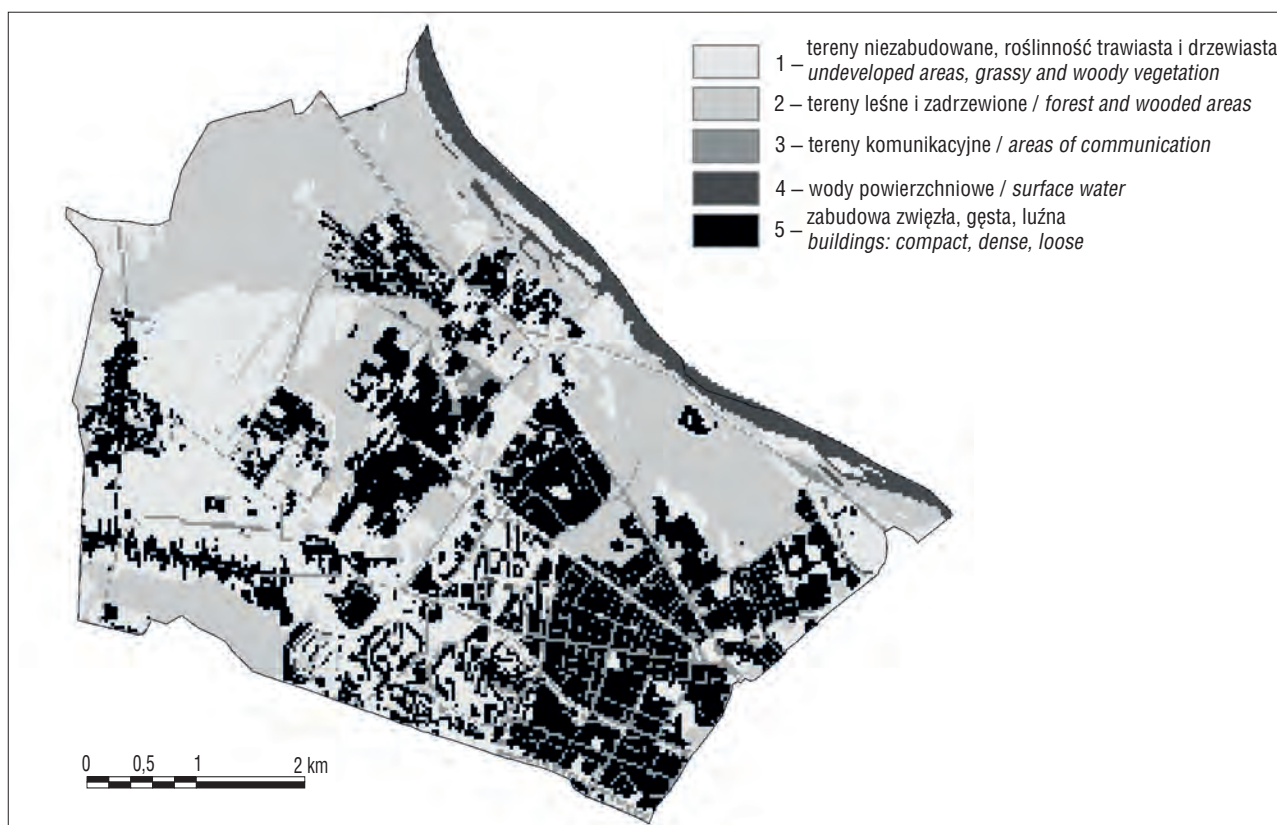 1 – tereny niezabudowane, roślinność trawiasta i drzewiasta
undeveloped areas, grassy and woody vegetation
2 – tereny leśne i zadrzewione / forest and wooded areas
3 – tereny komunikacyjne / areas of communication
4 – wody powierzchniowe / surface water
5 – zabudowa zwięzła, gęsta, luźna
buildings: compact, dense, loose
0 0,5 1 2 km